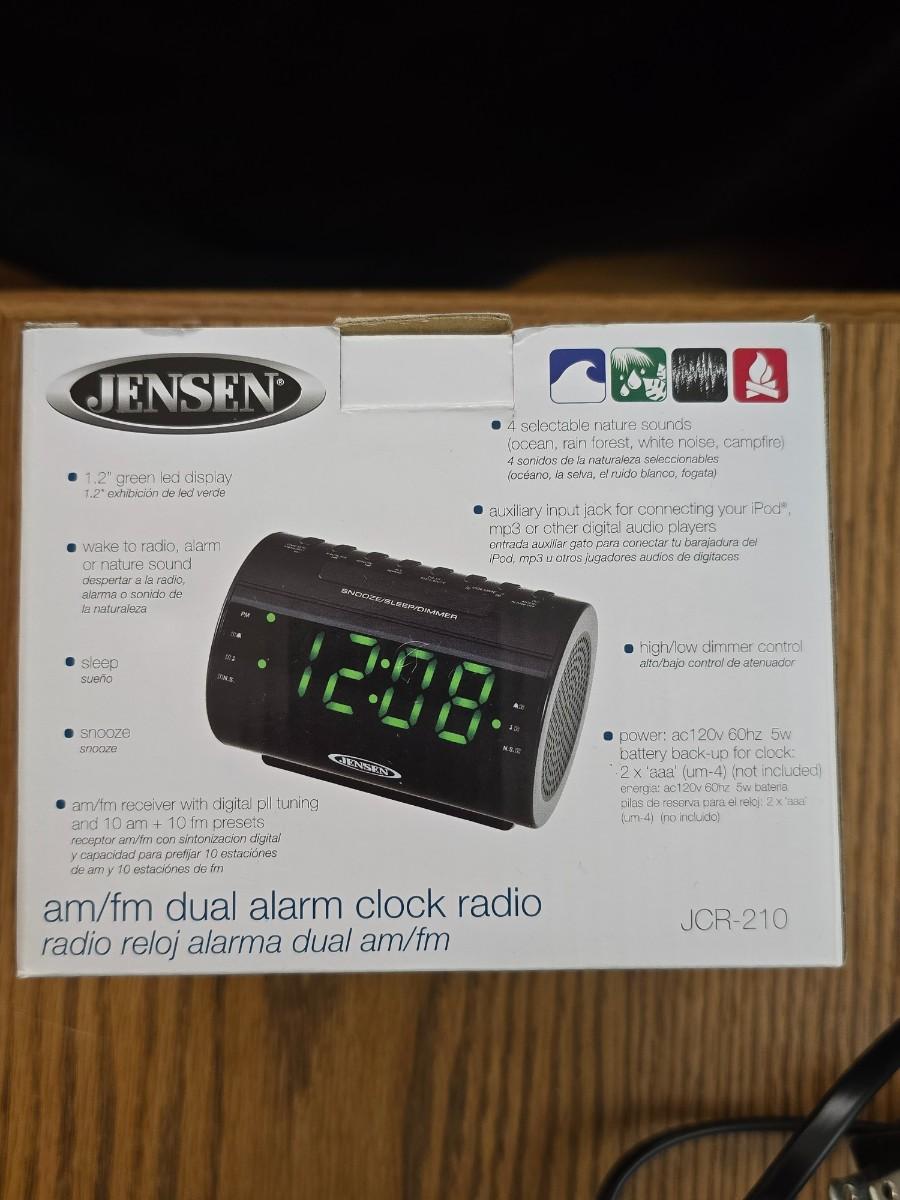 JENSEN®
4 selectable nature sounds
(ocean, rain forest, white noise, campfire)
4 sonidos de la naturaleza seleccionables
(océano, la selva, el ruido blanco, fogata)
1.2" green led display
1.2" exhibición de led verde
auxiliary input jack for connecting your iPod®,
mp3 or other digital audio players
entrada auxiliar gato para conectar tu barajadura del
iPod, mp3 u otros jugadores audios de digitaces
wake to radio, alarm
or nature sound
despertar a la radio,
alarma o sonido de
la naturaleza
SNOOZE/SLEEP/DIMMER
PM
12:08
N.S.
N.S.
JENSEN
high/low dimmer control
alto/bajo control de atenuador
sleep
sueño
snooze
snooze
power: ac120v 60hz 5w
battery back-up for clock:
2 x 'aaa' (um-4) (not included)
energia: ac120v 60hz 5w bateria
pilas de reserva para el reloj: 2 x 'aaa'
(um-4) (no incluido)
am/fm receiver with digital pll tuning
and 10 am + 10 fm presets
receptor am/fm con sintonizacion digital
y capacidad para prefijar 10 estaciónes
de am y 10 estaciónes de fm
am/fm dual alarm clock radio
radio reloj alarma dual am/fm
JCR-210